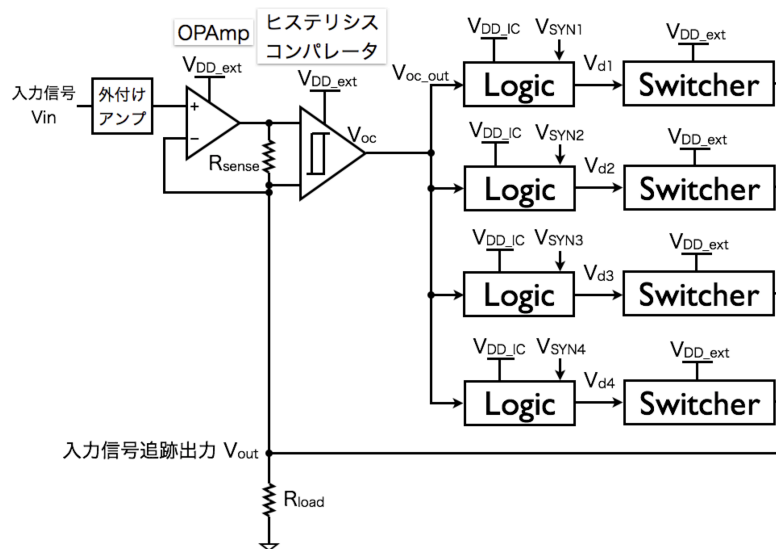 OPAmp
ヒステリシス
コンパレータ
VDD_ext
VDD_ext
入力信号
Vin
外付け
アンプ
+
−
Rsense
Voc
Voc_out
VDD_IC
VSYN1
Logic
Vd1
VDD_ext
Switcher
VDD_IC
VSYN2
Logic
Vd2
VDD_ext
Switcher
VDD_IC
VSYN3
Logic
Vd3
VDD_ext
Switcher
VDD_IC
VSYN4
Logic
Vd4
VDD_ext
Switcher
入力信号追跡出力 Vout
Rload